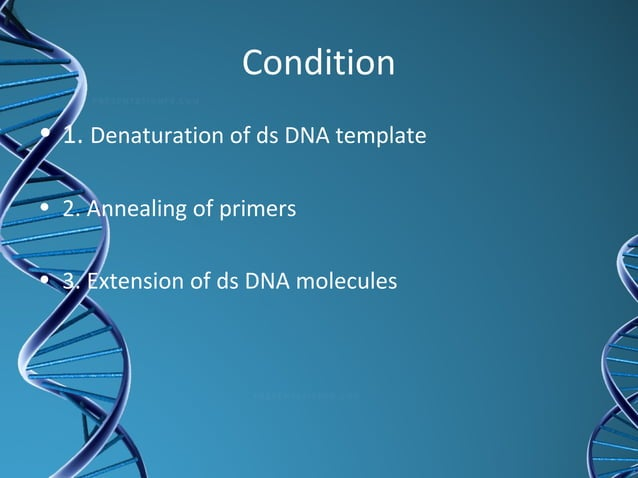 Condition
• 1. Denaturation of ds DNA template
• 2. Annealing of primers
• 3. Extension of ds DNA molecules